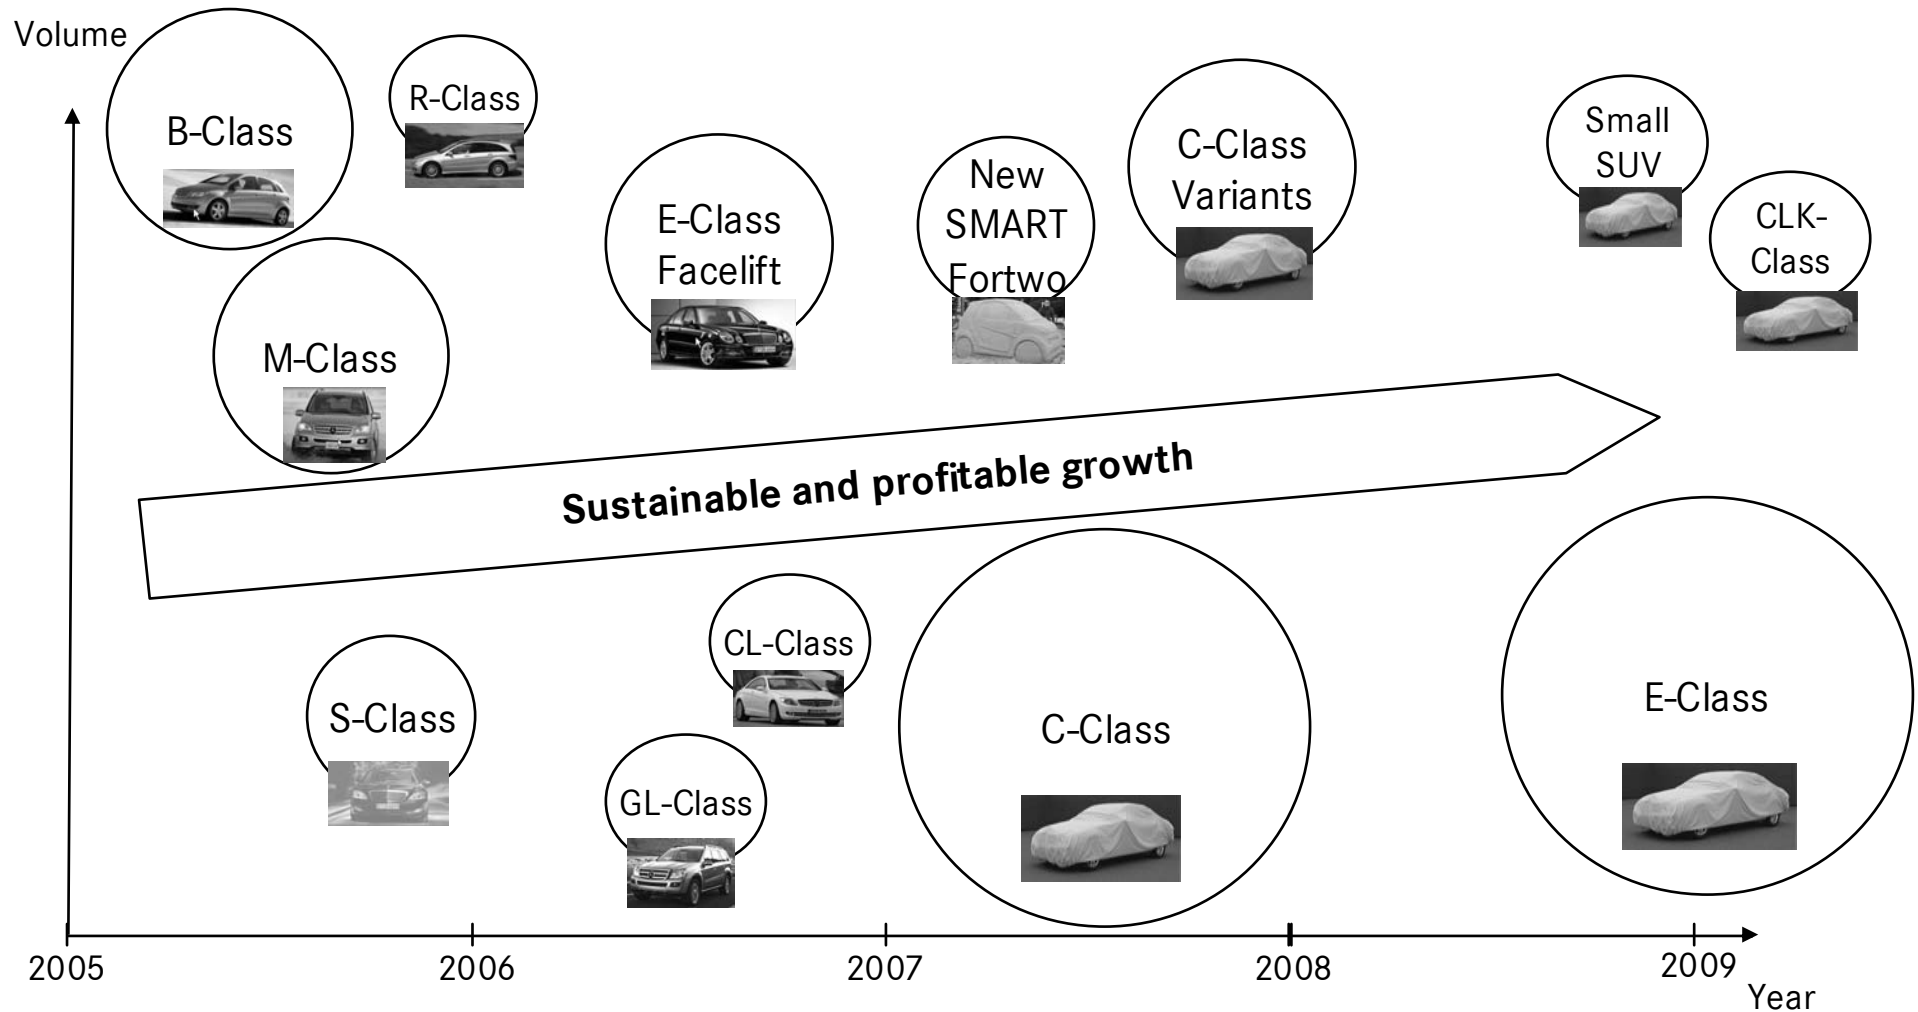 Volume
B-Class
R-Class
M-Class
E-Class
Facelift
New
SMART
Fortwo
C-Class
Variants
Small
SUV
CLK-
Class
Sustainable and profitable growth
S-Class
CL-Class
GL-Class
C-Class
E-Class
2005
2006
2007
2008
2009
Year